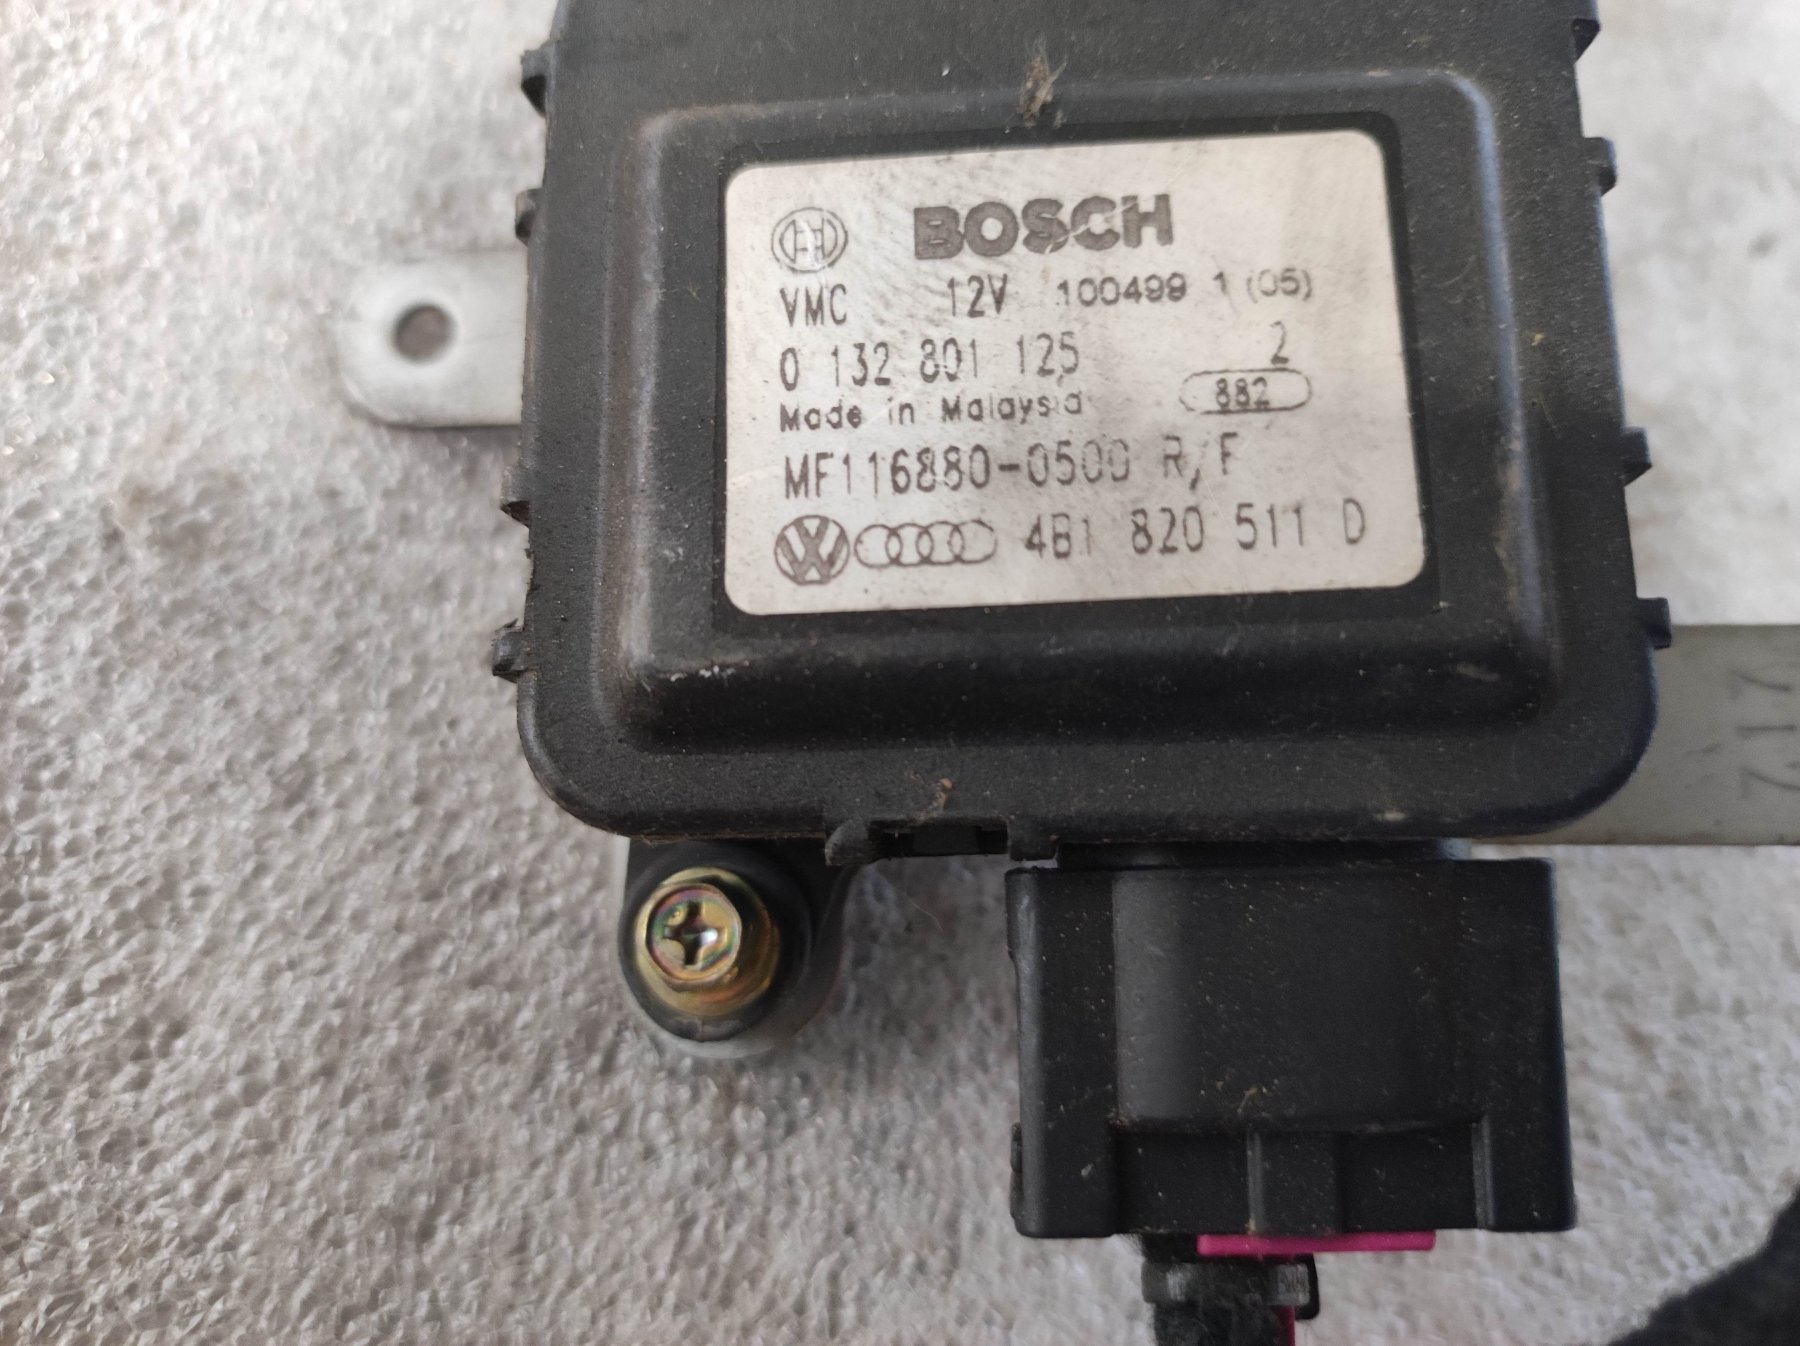 BOSCH
VMC 12V 100499 1 (05)
0 132 801 125 2
Made in Malaysia 882
MF116880-0500 R/F
4B1 820 511 D